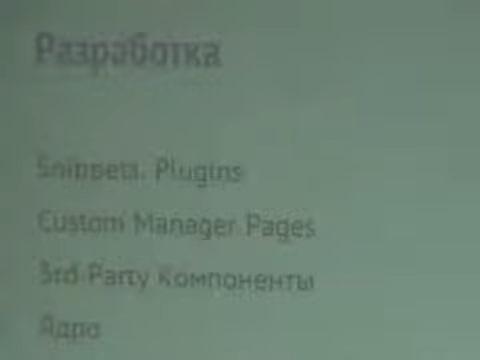 Разработка
Snippets, Plugins
Custom Manager Pages
3rd Party Компоненты
Ядро